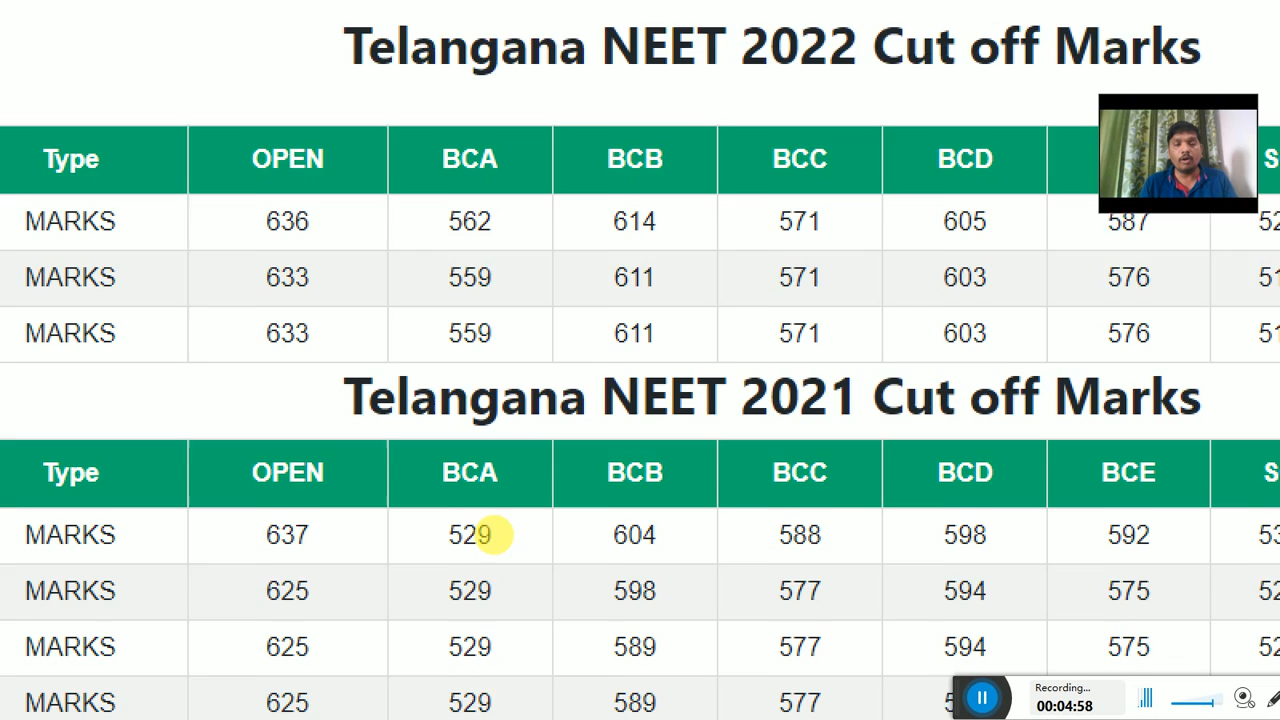 Telangana NEET 2022 Cut off Marks
Type OPEN BCA BCB BCC BCD
MARKS 636 562 614 571 605 587
MARKS 633 559 611 571 603 576
MARKS 633 559 611 571 603 576
Telangana NEET 2021 Cut off Marks
Type OPEN BCA BCB BCC BCD BCE
MARKS 637 529 604 588 598 592
MARKS 625 529 598 577 594 575
MARKS 625 529 589 577 594 575
MARKS 625 529 589 577
Recording...
00:04:58